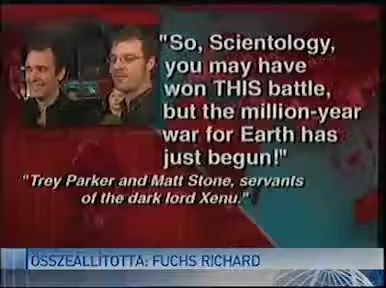 "So, Scientology,
you may have
won THIS battle,
but the million-year
war for Earth has
just begun!"
"Trey Parker and Matt Stone, servants
of the dark lord Xenu."
ÖSSZEÁLLÍTOTTA: FUCHS RICHARD